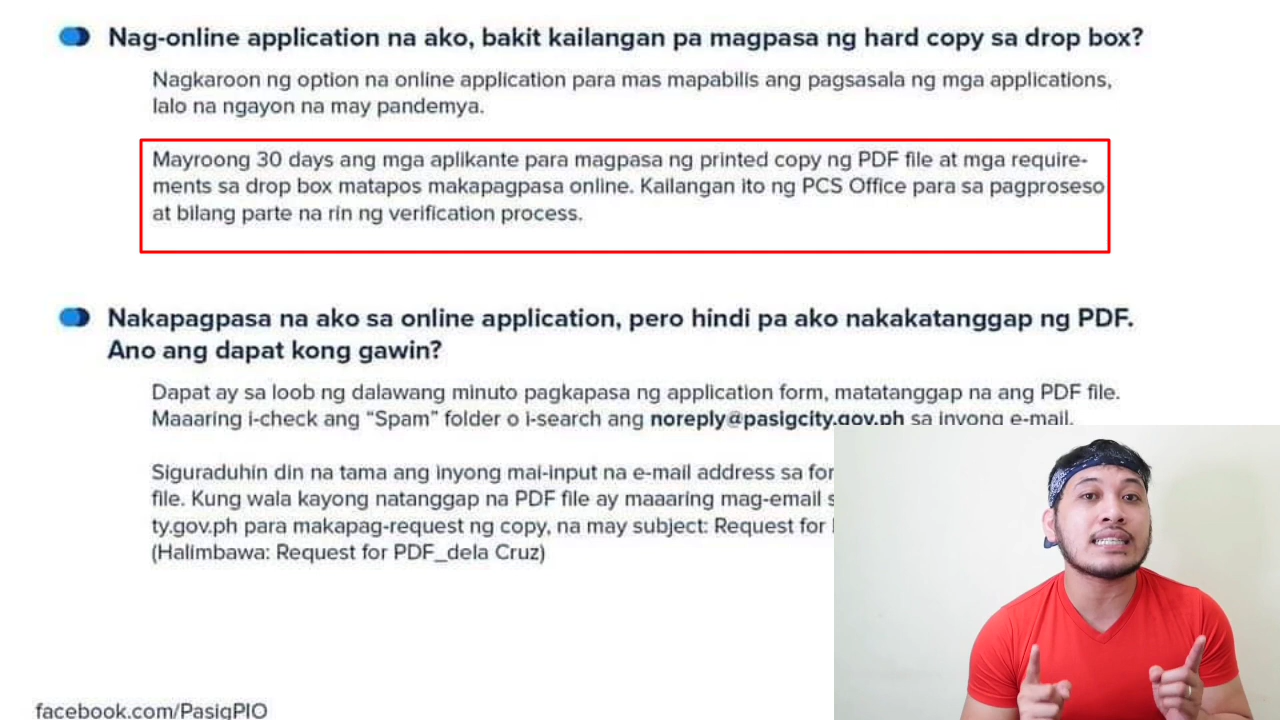 Nag-online application na ako, bakit kailangan pa magpasa ng hard copy sa drop box?
Nagkaroon ng option na online application para mas mapabilis ang pagsasala ng mga applications,
lalo na ngayon na may pandemya.
Mayroong 30 days ang mga aplikante para magpasa ng printed copy ng PDF file at mga require-
ments sa drop box matapos makapagpasa online. Kailangan ito ng PCS Office para sa pagproseso
at bilang parte na rin ng verification process.
Nakapagpasa na ako sa online application, pero hindi pa ako nakakatanggap ng PDF.
Ano ang dapat kong gawin?
Dapat ay sa loob ng dalawang minuto pagkapasa ng application form, matatanggap na ang PDF file.
Maaaring i-check ang “Spam” folder o i-search ang noreply@pasigcity.gov.ph sa inyong e-mail.
Siguraduhin din na tama ang inyong mai-input na e-mail address sa
file. Kung wala kayong natanggap na PDF file ay maaaring mag-email
ty.gov.ph para makapag-request ng copy, na may subject: Request for
(Halimbawa: Request for PDF_dela Cruz)
facebook.com/PasigPIO